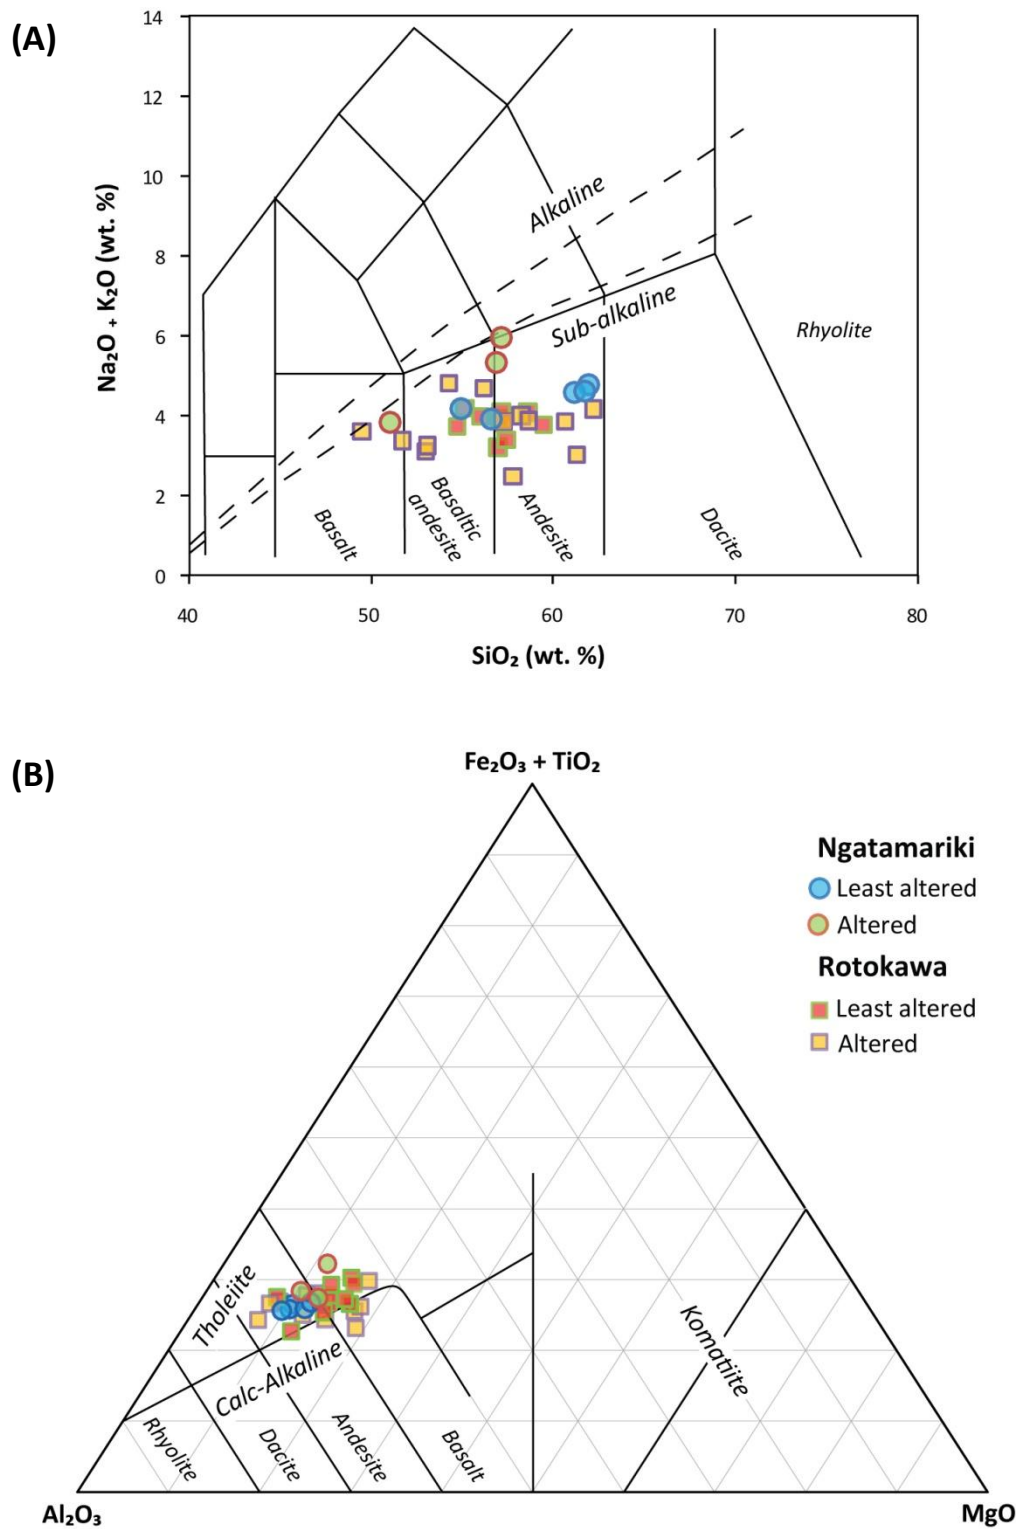 (A)
14
12
10
8
6
4
2
0
Na₂O + K₂O (wt. %)
Alkaline
Sub-alkaline
Rhyolite
Basalt
Basaltic
andesite
Andesite
Dacite
40 50 60 70 80
SiO₂ (wt. %)
(B)
Fe₂O₃ + TiO₂
Ngatamariki
Least altered
Altered
Rotokawa
Least altered
Altered
Tholeiite
Calc-Alkaline
Komatiite
Rhyolite
Dacite
Andesite
Basalt
Al₂O₃ MgO